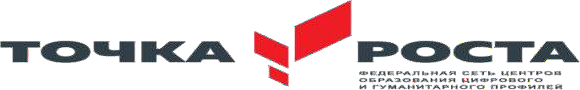 ТОЧКА РОСТА
ФЕДЕРАЛЬНАЯ СЕТЬ ЦЕНТРОВ
ОБРАЗОВАНИЯ ЦИФРОВОГО
И ГУМАНИТАРНОГО ПРОФИЛЕЙ